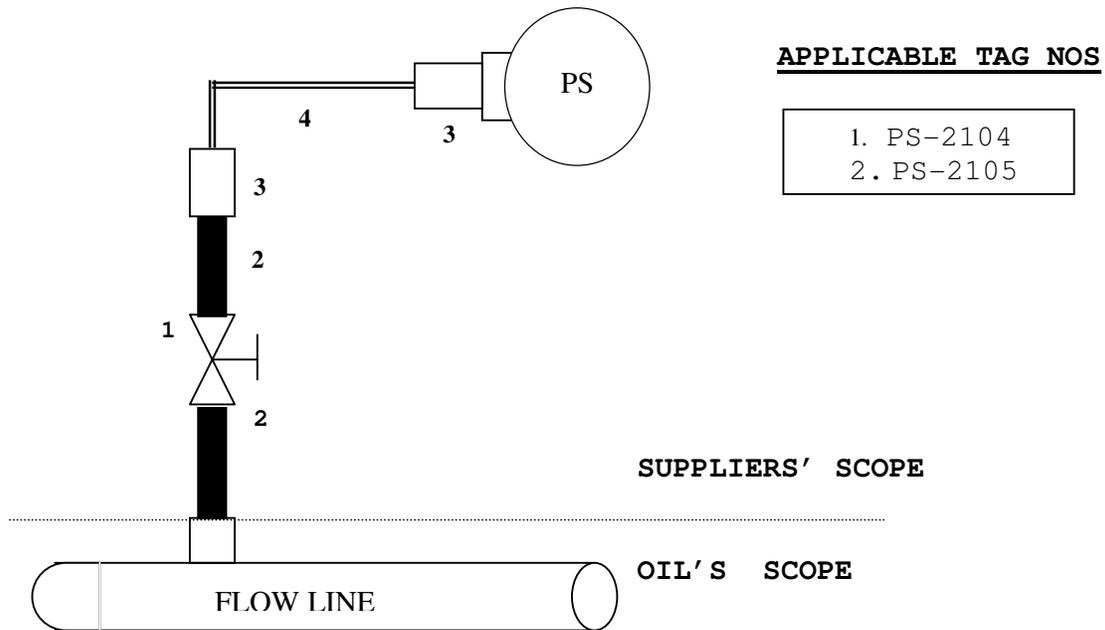 APPLICABLE TAG NOS
PS
1. PS-2104
2. PS-2105
4
3
3
2
1
2
SUPPLIERS’ SCOPE
OIL’S SCOPE
FLOW LINE